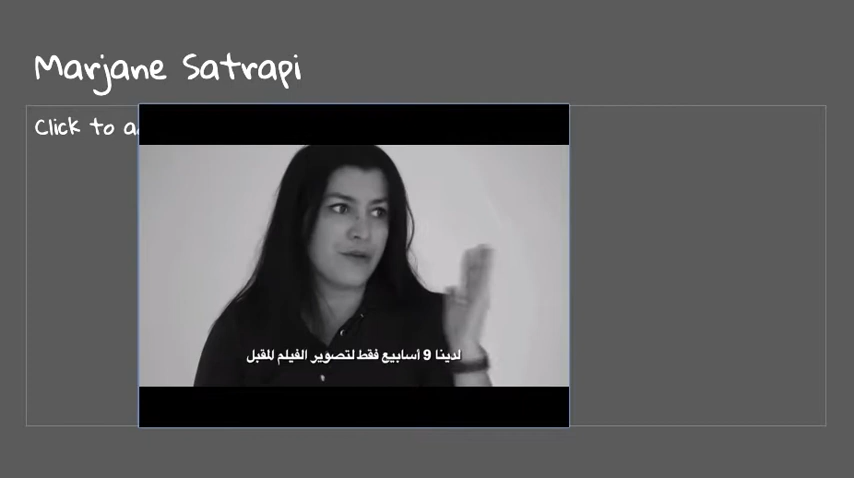 Marjane Satrapi
Click to a
لدينا 9 أسابيع فقط لتصوير الفيلم المقبل